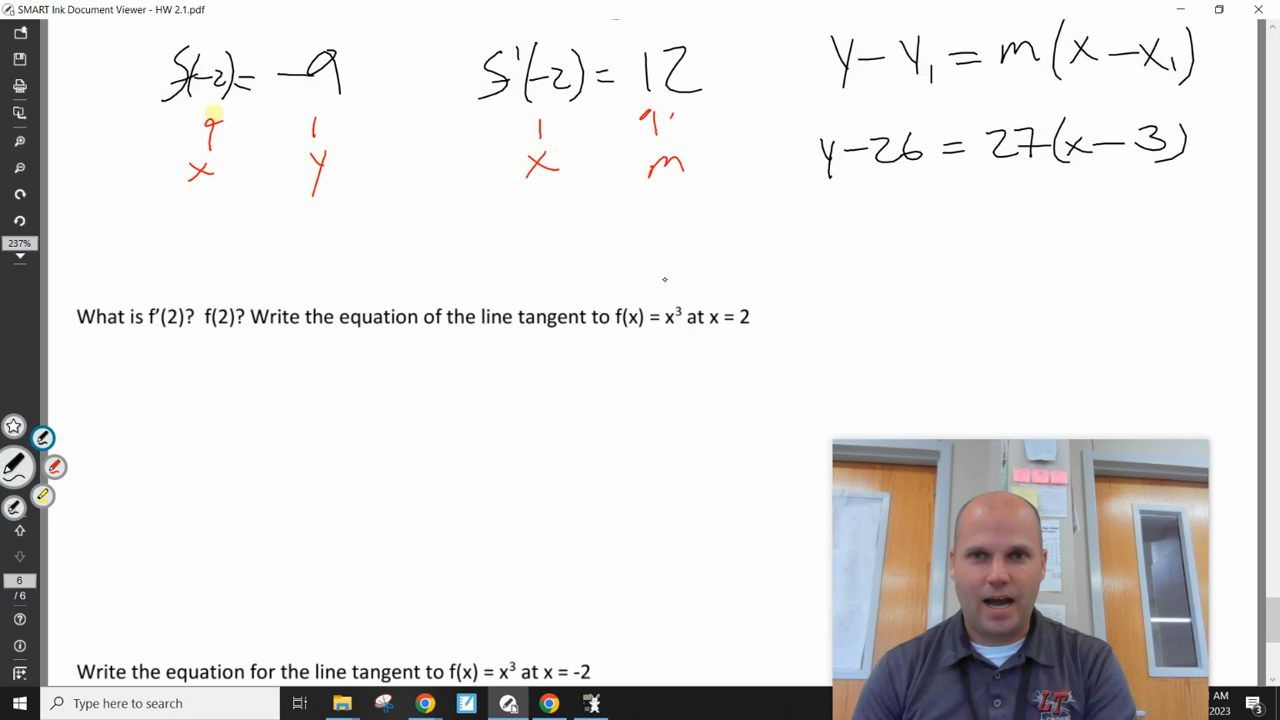 SMART Ink Document Viewer - HW 2.1.pdf
f(-2) = -9
f'(-2) = 12
y - y₁ = m(x - x₁)
x y x m
y - 26 = 27(x - 3)
237%
What is f'(2)? f(2)? Write the equation of the line tangent to f(x) = x³ at x = 2
6
/ 6
LT
Write the equation for the line tangent to f(x) = x³ at x = -2
Type here to search
AM
2023
3